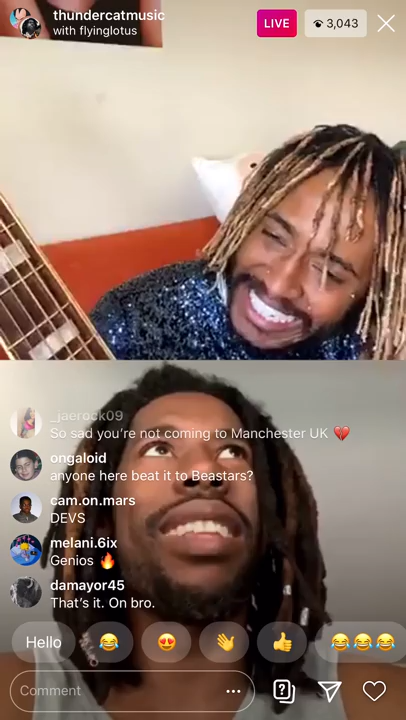 thundercatmusic
with flyinglotus
LIVE
3,043
_jaerock09
So sad you're not coming to Manchester UK 💔
ongaloid
anyone here beat it to Beastars?
cam.on.mars
DEVS
melani.6ix
Genios 🔥
damayor45
That's it. On bro.
Hello 😂 😍 👋 👍 😂😂😂
Comment